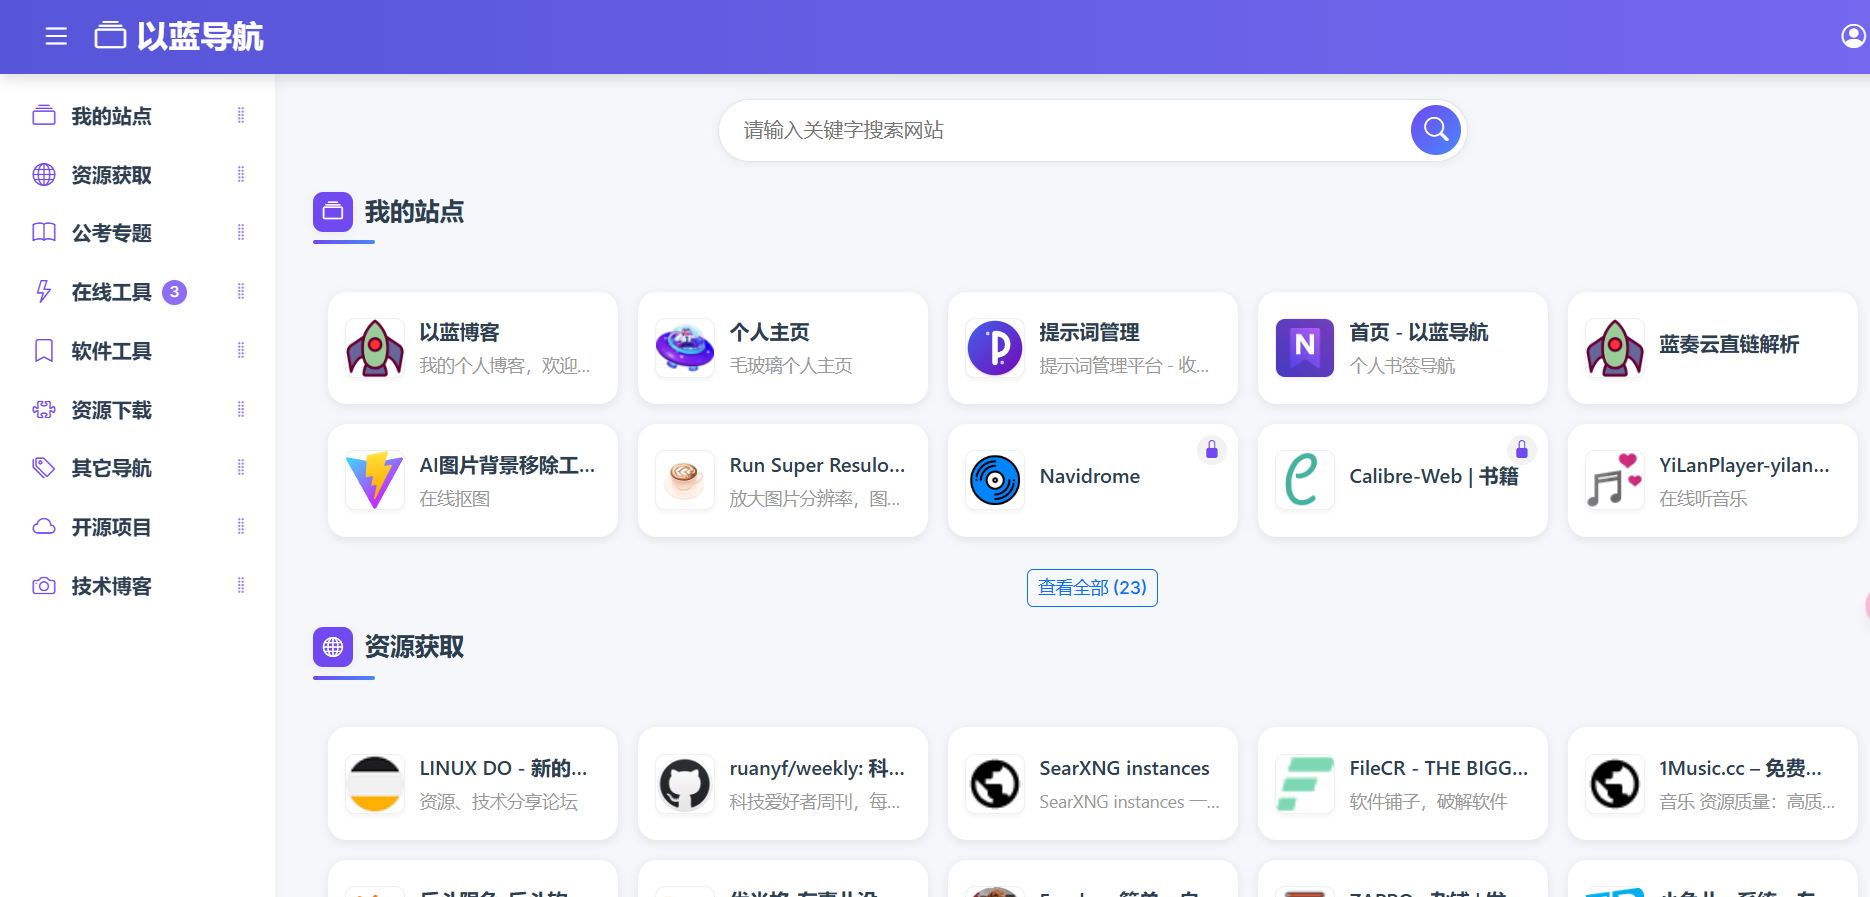 以蓝导航
我的站点
资源获取
公考专题
在线工具 3
软件工具
资源下载
其它导航
开源项目
技术博客
请输入关键字搜索网站
我的站点
以蓝博客
我的个人博客，欢迎...
个人主页
毛玻璃个人主页
提示词管理
提示词管理平台 - 收...
首页 - 以蓝导航
个人书签导航
蓝奏云直链解析
AI图片背景移除工...
在线抠图
Run Super Resulo...
放大图片分辨率，图...
Navidrome
Calibre-Web | 书籍
YiLanPlayer-yilan...
在线听音乐
查看全部 (23)
资源获取
LINUX DO - 新的...
资源、技术分享论坛
ruanyf/weekly: 科...
科技爱好者周刊，每...
SearXNG instances
SearXNG instances 一...
FileCR - THE BIGG...
软件铺子，破解软件
1Music.cc – 免费...
音乐 资源质量：高质...